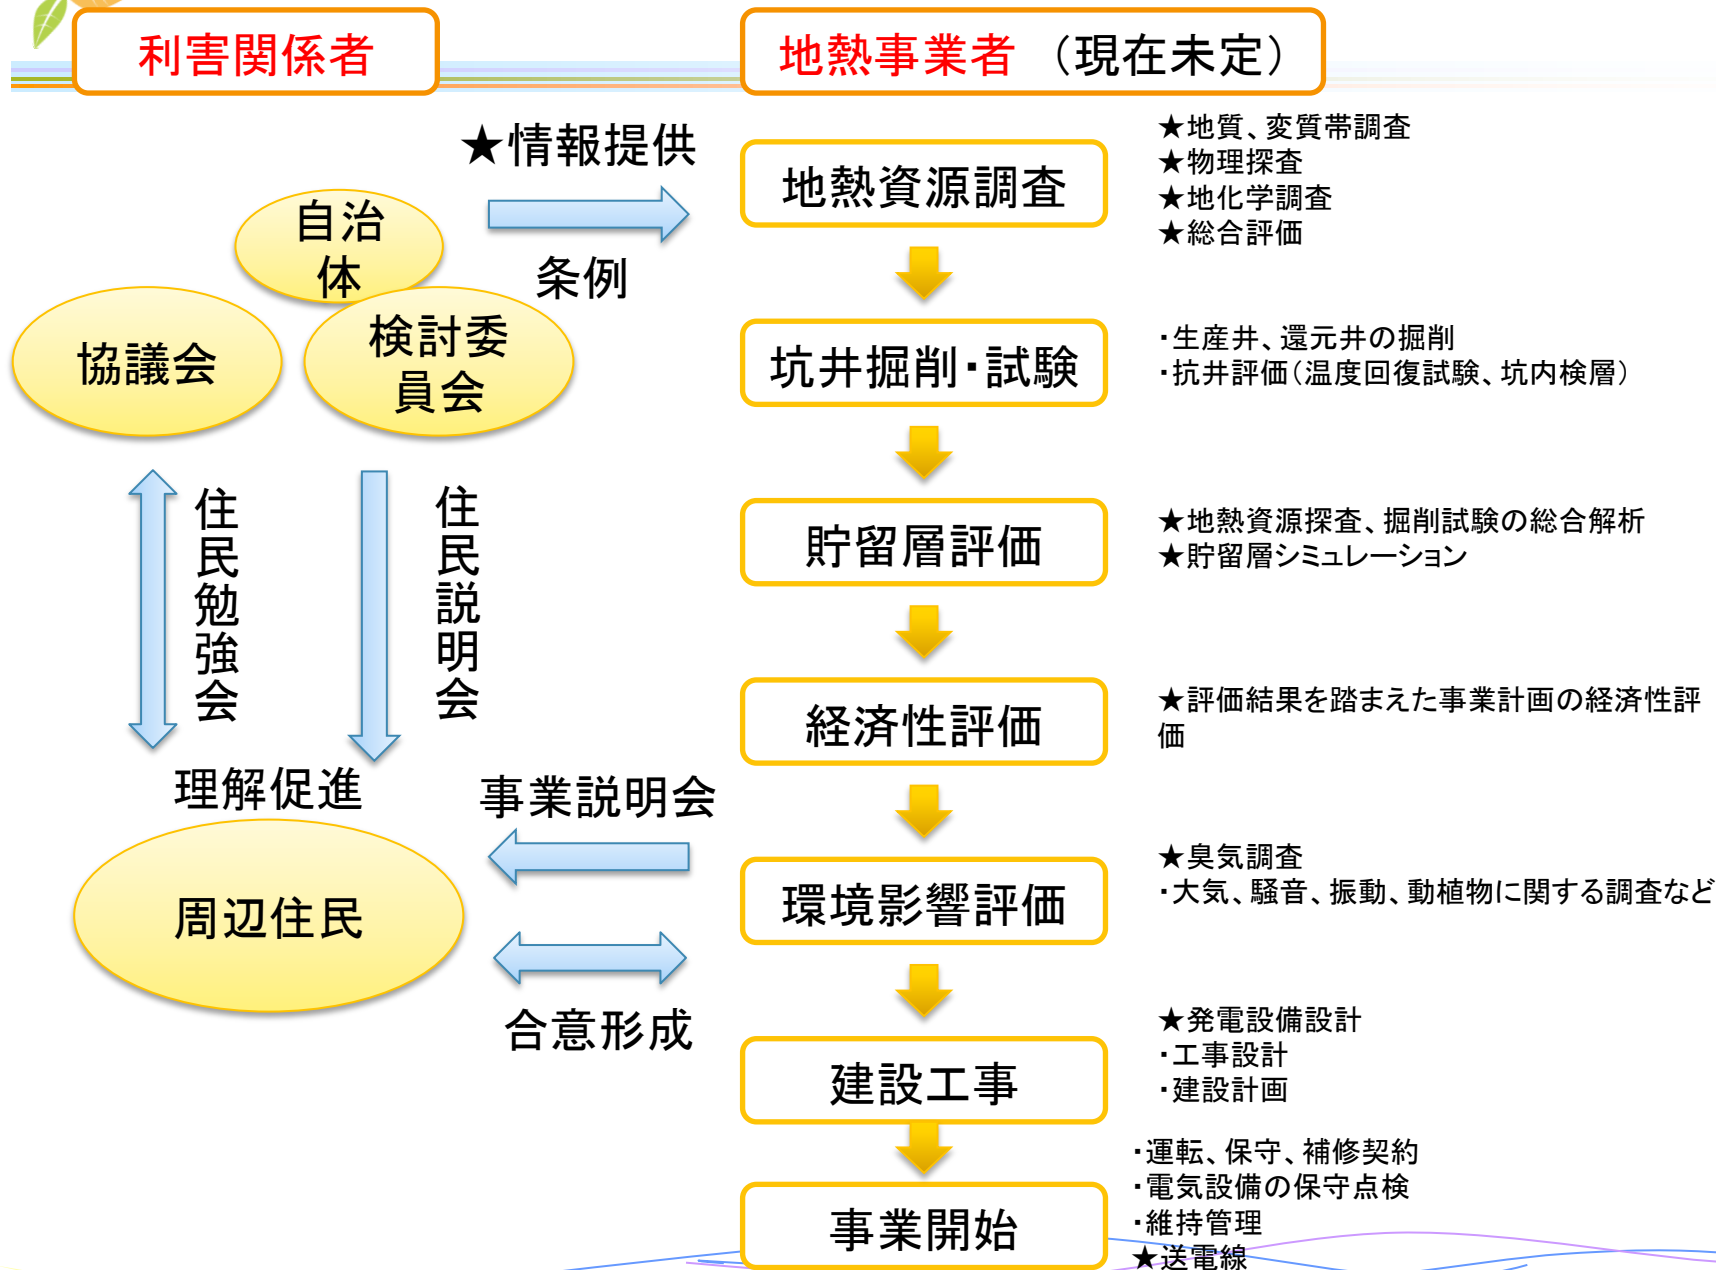 利害関係者
地熱事業者 （現在未定）
★情報提供
条例
自治
体
協議会
検討委
員会
住民勉強会
住民説明会
理解促進
周辺住民
事業説明会
合意形成
地熱資源調査
★地質、変質帯調査
★物理探査
★地化学調査
★総合評価
坑井掘削・試験
・生産井、還元井の掘削
・抗井評価（温度回復試験、坑内検層）
貯留層評価
★地熱資源探査、掘削試験の総合解析
★貯留層シミュレーション
経済性評価
★評価結果を踏まえた事業計画の経済性評
価
環境影響評価
★臭気調査
・大気、騒音、振動、動植物に関する調査など
建設工事
★発電設備設計
・工事設計
・建設計画
事業開始
・運転、保守、補修契約
・電気設備の保守点検
・維持管理
★送電線